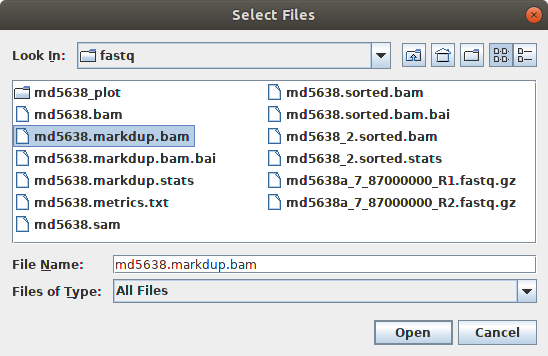 Select Files
Look In: fastq
md5638_plot
md5638.bam
md5638.markdup.bam
md5638.markdup.bam.bai
md5638.markdup.stats
md5638.metrics.txt
md5638.sam
md5638.sorted.bam
md5638.sorted.bam.bai
md5638_2.sorted.bam
md5638_2.sorted.stats
md5638a_7_87000000_R1.fastq.gz
md5638a_7_87000000_R2.fastq.gz
File Name: md5638.markdup.bam
Files of Type: All Files
Open Cancel